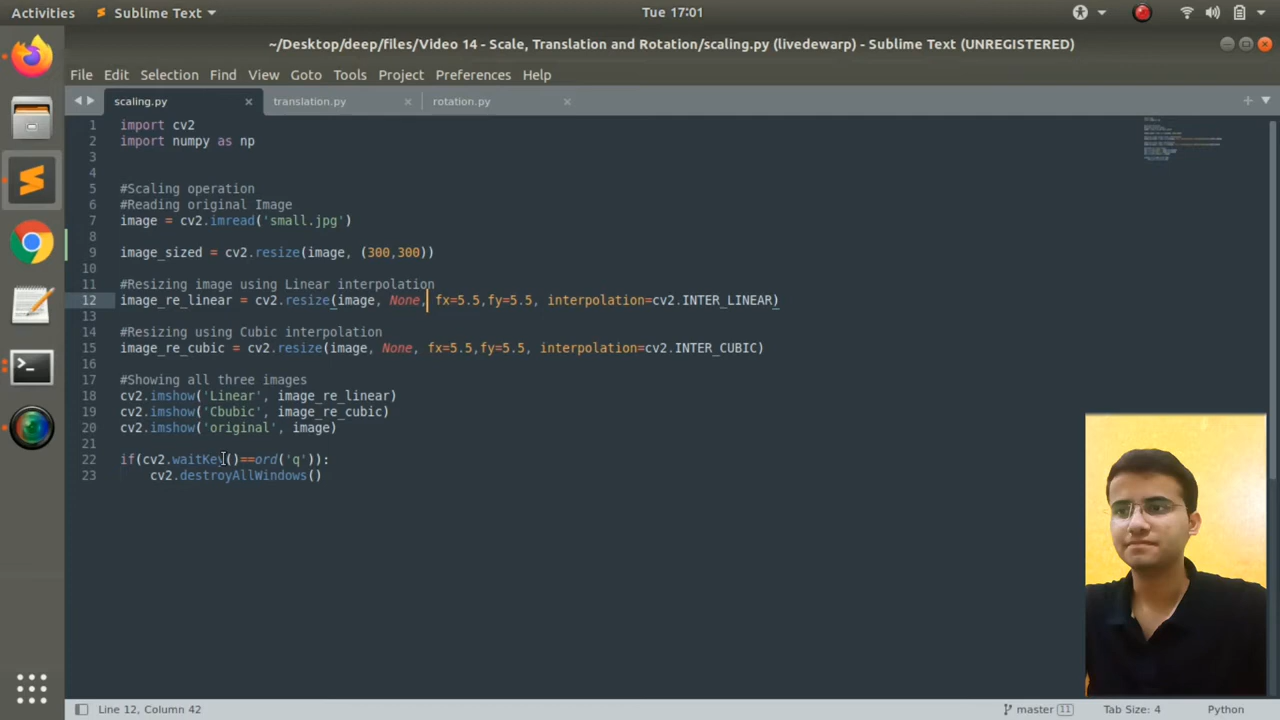 Activities
Sublime Text
Tue 17:01
~/Desktop/deep/files/Video 14 - Scale, Translation and Rotation/scaling.py (livedewarp) - Sublime Text (UNREGISTERED)
File Edit Selection Find View Goto Tools Project Preferences Help
scaling.py translation.py rotation.py
1 import cv2
2 import numpy as np
3
4
5 #Scaling operation
6 #Reading original Image
7 image = cv2.imread('small.jpg')
8
9 image_sized = cv2.resize(image, (300,300))
10
11 #Resizing image using Linear interpolation
12 image_re_linear = cv2.resize(image, None, fx=5.5,fy=5.5, interpolation=cv2.INTER_LINEAR)
13
14 #Resizing using Cubic interpolation
15 image_re_cubic = cv2.resize(image, None, fx=5.5,fy=5.5, interpolation=cv2.INTER_CUBIC)
16
17 #Showing all three images
18 cv2.imshow('Linear', image_re_linear)
19 cv2.imshow('Cbubic', image_re_cubic)
20 cv2.imshow('original', image)
21
22 if(cv2.waitKey()==ord('q')):
23 cv2.destroyAllWindows()
Line 12, Column 42
master 11
Tab Size: 4
Python